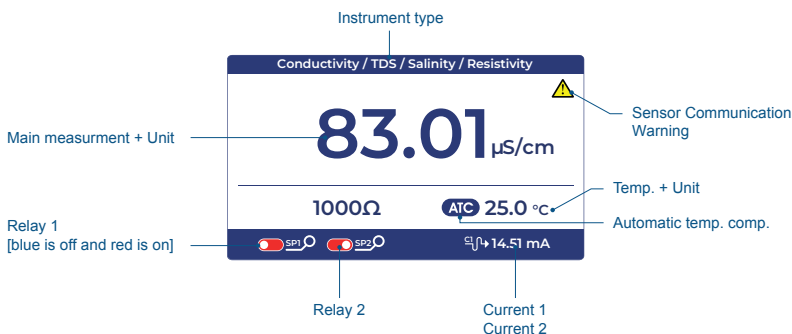 Instrument type
Conductivity / TDS / Salinity / Resistivity
Sensor Communication
Warning
Main measurment + Unit
83.01 µS/cm
Temp. + Unit
1000Ω
ATC 25.0 °C
Automatic temp. comp.
Relay 1
[blue is off and red is on]
SP1 SP2 C1 14.51 mA
Relay 2
Current 1
Current 2